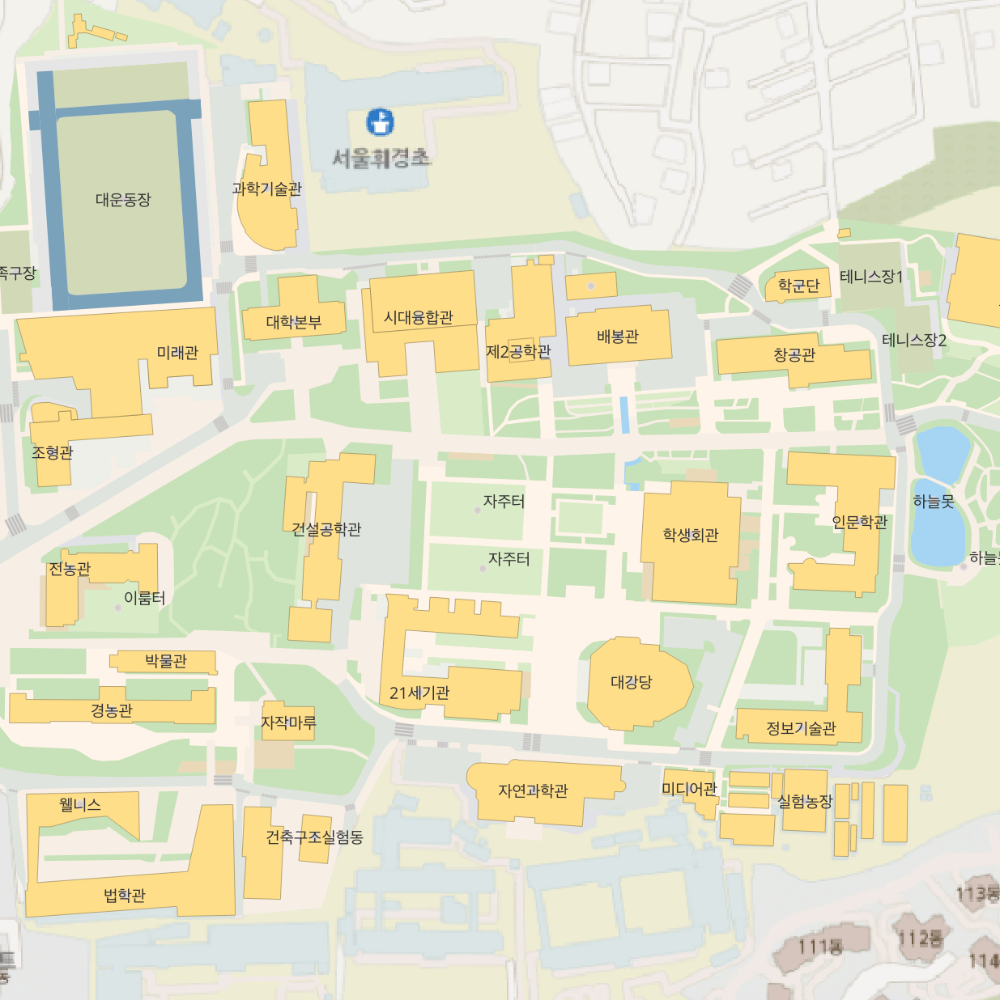 서울휘경초
과학기술관
대운동장
족구장
테니스장1
학군단
대학본부
시대융합관
배봉관
테니스장2
미래관
제2공학관
창공관
조형관
자주터
하늘못
건설공학관
인문학관
학생회관
자주터
전농관
이룸터
박물관
대강당
21세기관
경농관
자작마루
정보기술관
자연과학관
미디어관
웰니스
실험농장
건축구조실험동
법학관
113동
112동
111동